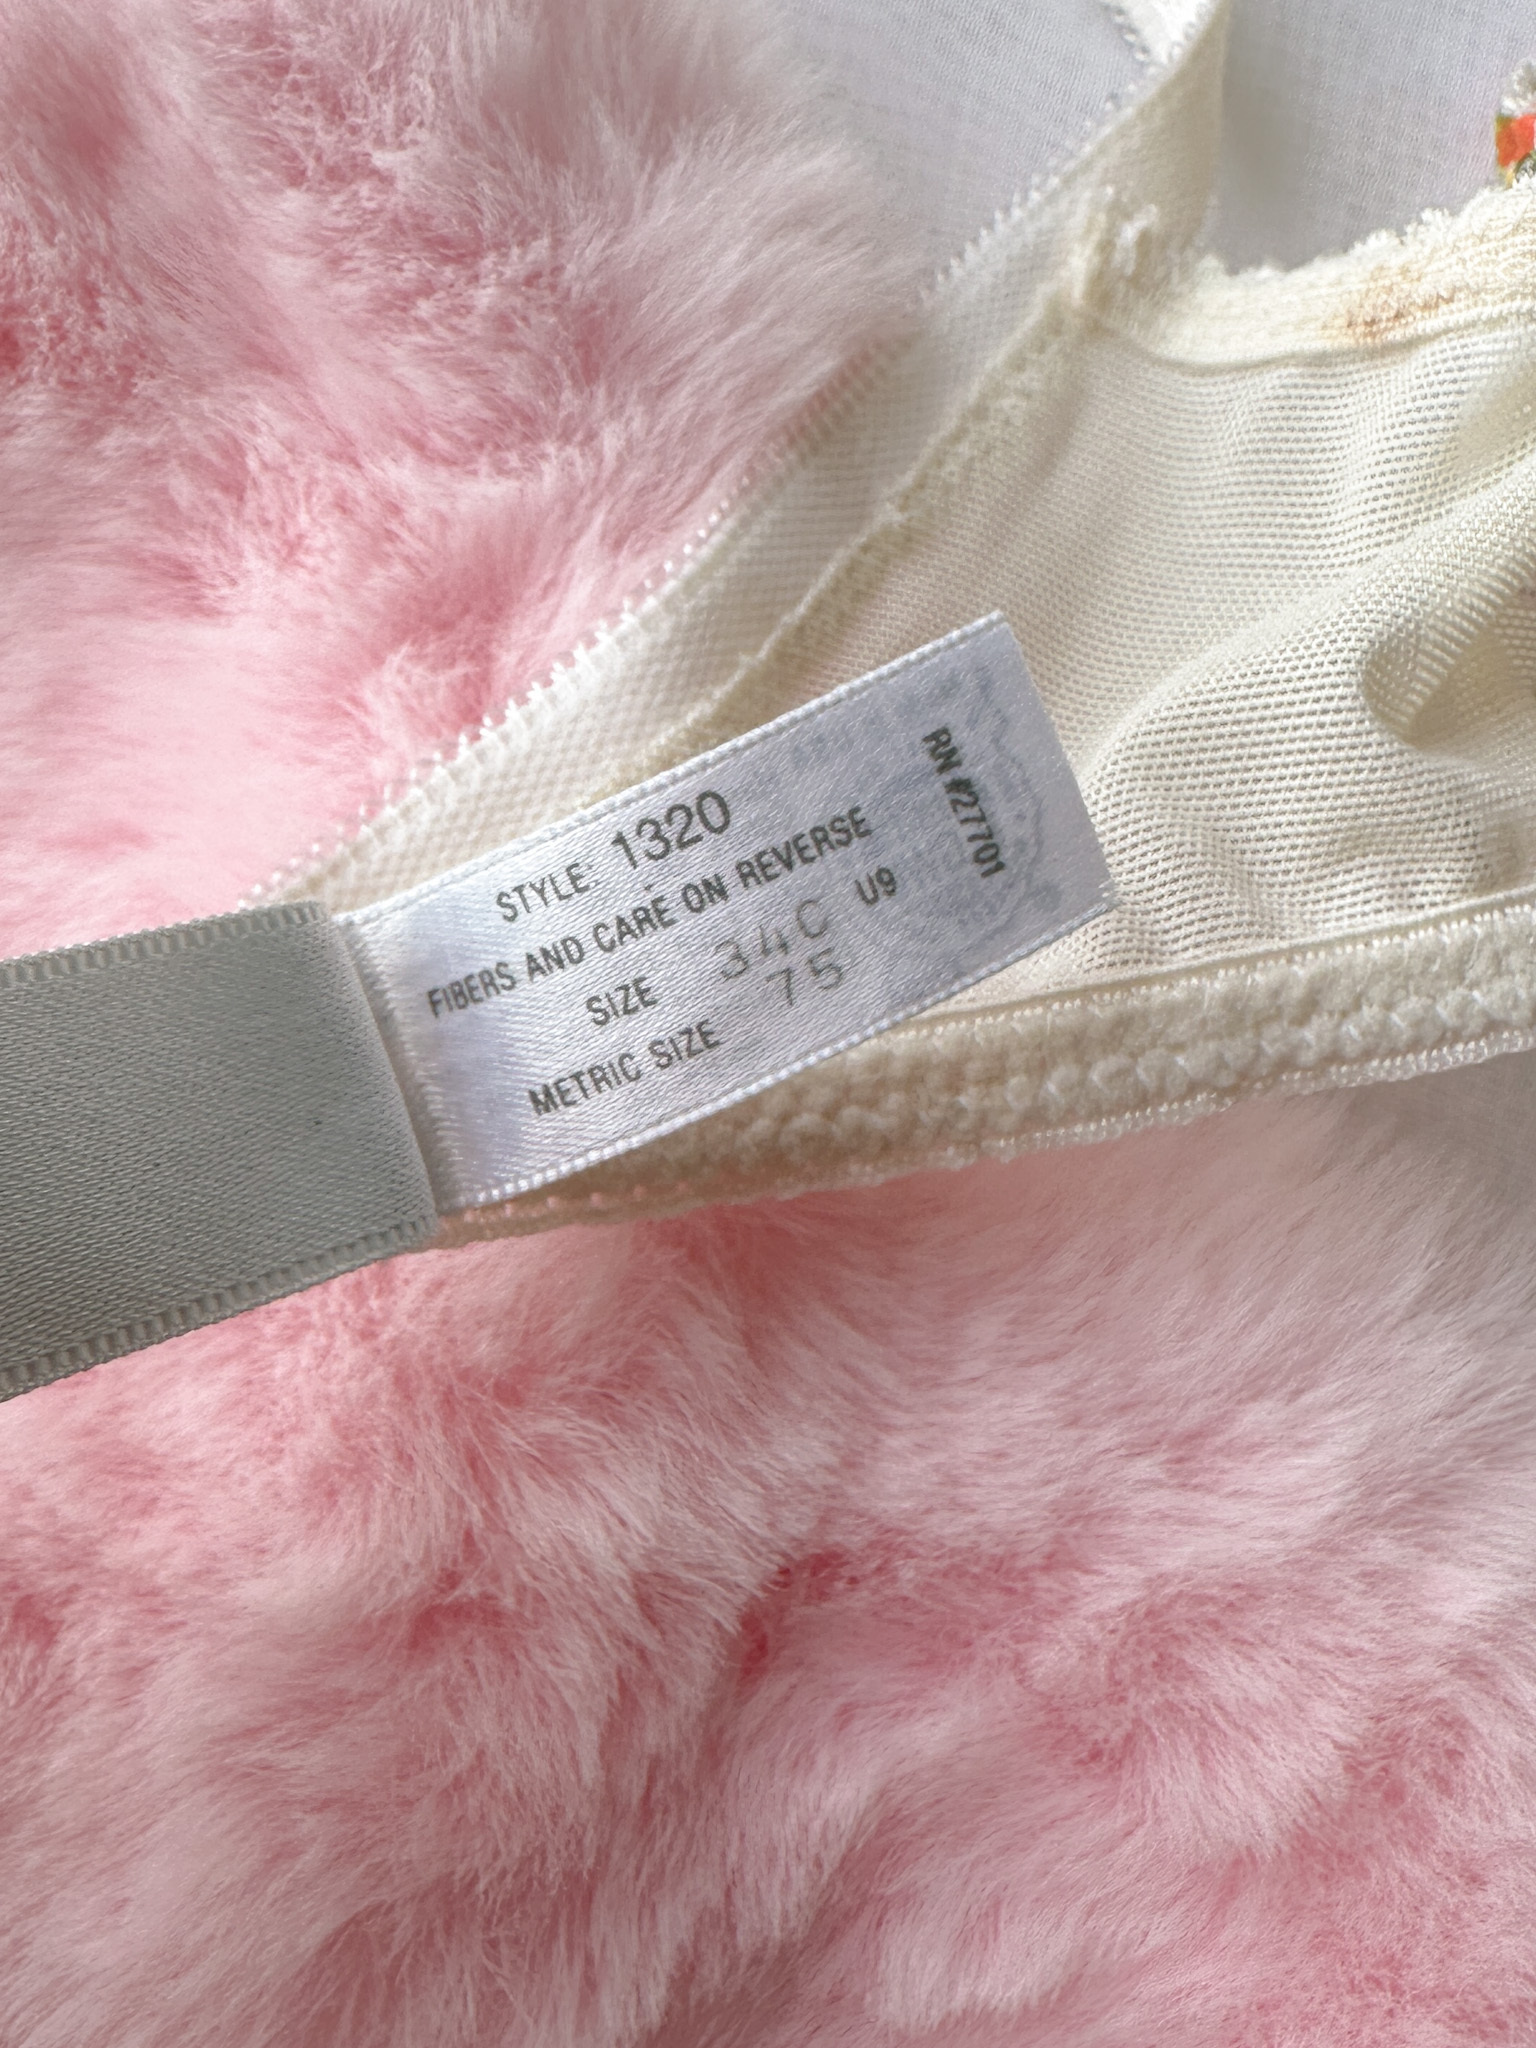 STYLE: 1320
FIBERS AND CARE ON REVERSE
SIZE 34C U9
METRIC SIZE 75
RN #27701